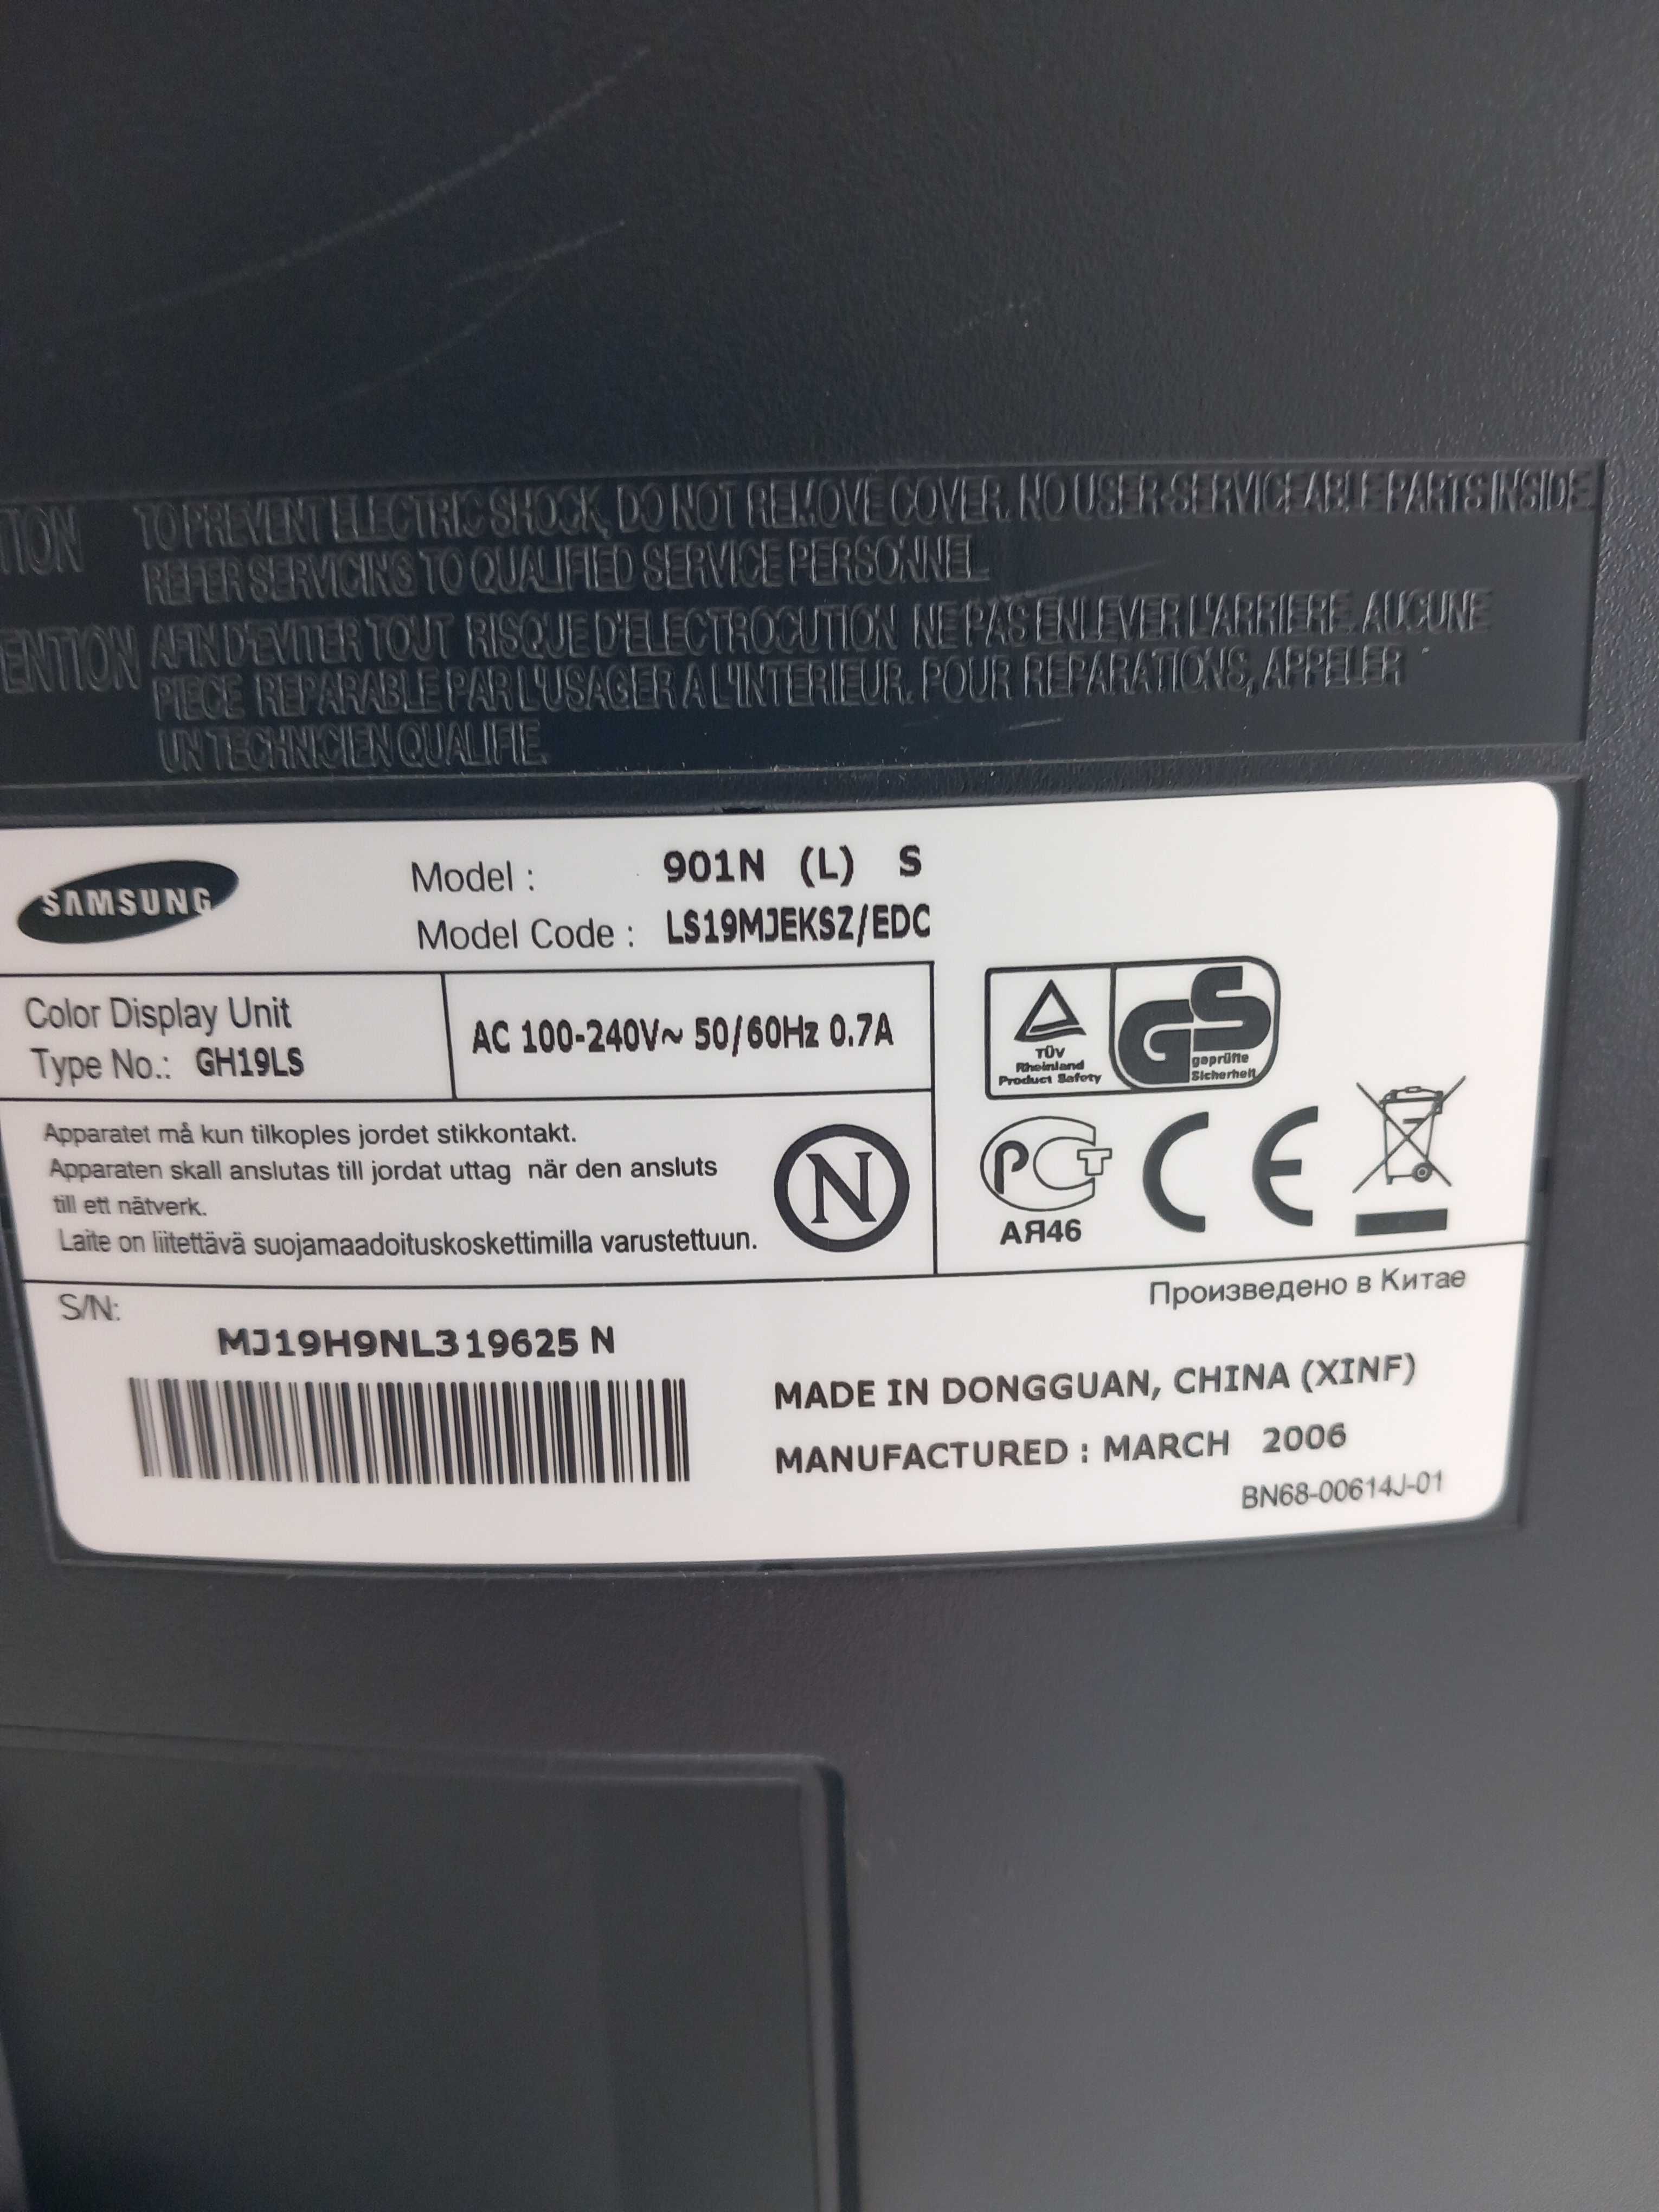 TION TO PREVENT ELECTRIC SHOCK, DO NOT REMOVE COVER. NO USER-SERVICEABLE PARTS INSIDE
REFER SERVICING TO QUALIFIED SERVICE PERSONNEL
ENTION AFIN D'EVITER TOUT RISQUE D'ELECTROCUTION NE PAS ENLEVER L'ARRIERE. AUCUNE
PIECE REPARABLE PAR L'USAGER A L'INTERIEUR. POUR REPARATIONS, APPELER
UN TECHNICIEN QUALIFIE.
SAMSUNG
Model : 901N (L) S
Model Code : LS19MJEKSZ/EDC
Color Display Unit
Type No.: GH19LS
AC 100-240V~ 50/60Hz 0.7A
TÜV
Rheinland
Product Safety
GS
geprüfte
Sicherheit
Apparatet må kun tilkoples jordet stikkontakt.
Apparaten skall anslutas till jordat uttag när den ansluts
till ett nätverk.
Laite on liitettävä suojamaadoituskoskettimilla varustettuun.
N
РСТ
АЯ46
CE
S/N:
MJ19H9NL319625 N
Произведено в Китае
MADE IN DONGGUAN, CHINA (XINF)
MANUFACTURED : MARCH 2006
BN68-00614J-01